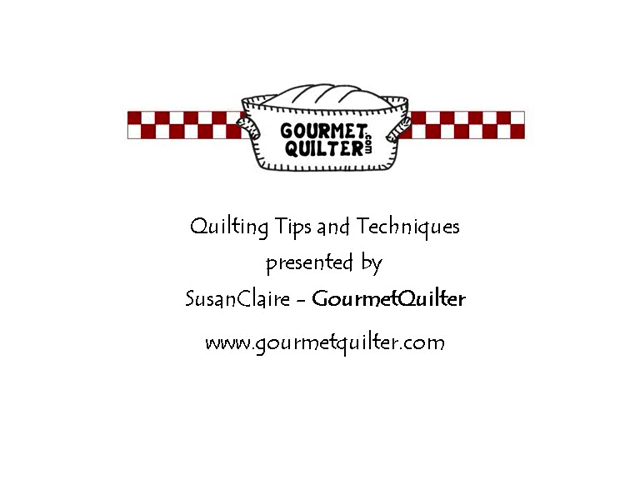 GOURMET
QUILTER.com
Quilting Tips and Techniques
presented by
SusanClaire - GourmetQuilter
www.gourmetquilter.com